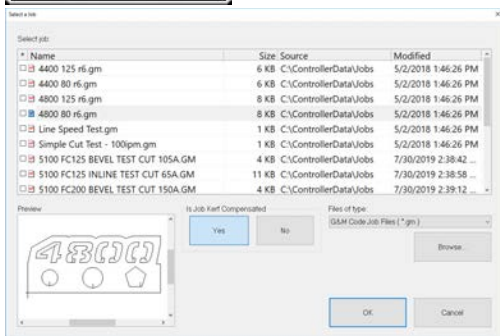 Select a Job
Select job:
* Name Size Source Modified
4400 125 r6.gm 6 KB C:\ControllerData\Jobs 5/2/2018 1:46:26 PM
4400 80 r6.gm 6 KB C:\ControllerData\Jobs 5/2/2018 1:46:26 PM
4800 125 r6.gm 8 KB C:\ControllerData\Jobs 5/2/2018 1:46:26 PM
4800 80 r6.gm 8 KB C:\ControllerData\Jobs 5/2/2018 1:46:26 PM
Line Speed Test.gm 1 KB C:\ControllerData\Jobs 5/2/2018 1:46:26 PM
Simple Cut Test - 100ipm.gm 1 KB C:\ControllerData\Jobs 5/2/2018 1:46:26 PM
5100 FC125 BEVEL TEST CUT 105A.GM 4 KB C:\ControllerData\Jobs 7/30/2019 2:38:42 ...
5100 FC125 INLINE TEST CUT 65A.GM 11 KB C:\ControllerData\Jobs 7/30/2019 2:38:58 ...
5100 FC200 BEVEL TEST CUT 150A.GM 4 KB C:\ControllerData\Jobs 7/30/2019 2:39:12 ...
Preview Is Job Kerf Compensated Files of type:
Yes No G&M Code Job Files ( *.gm )
Browse...
4800
OK Cancel